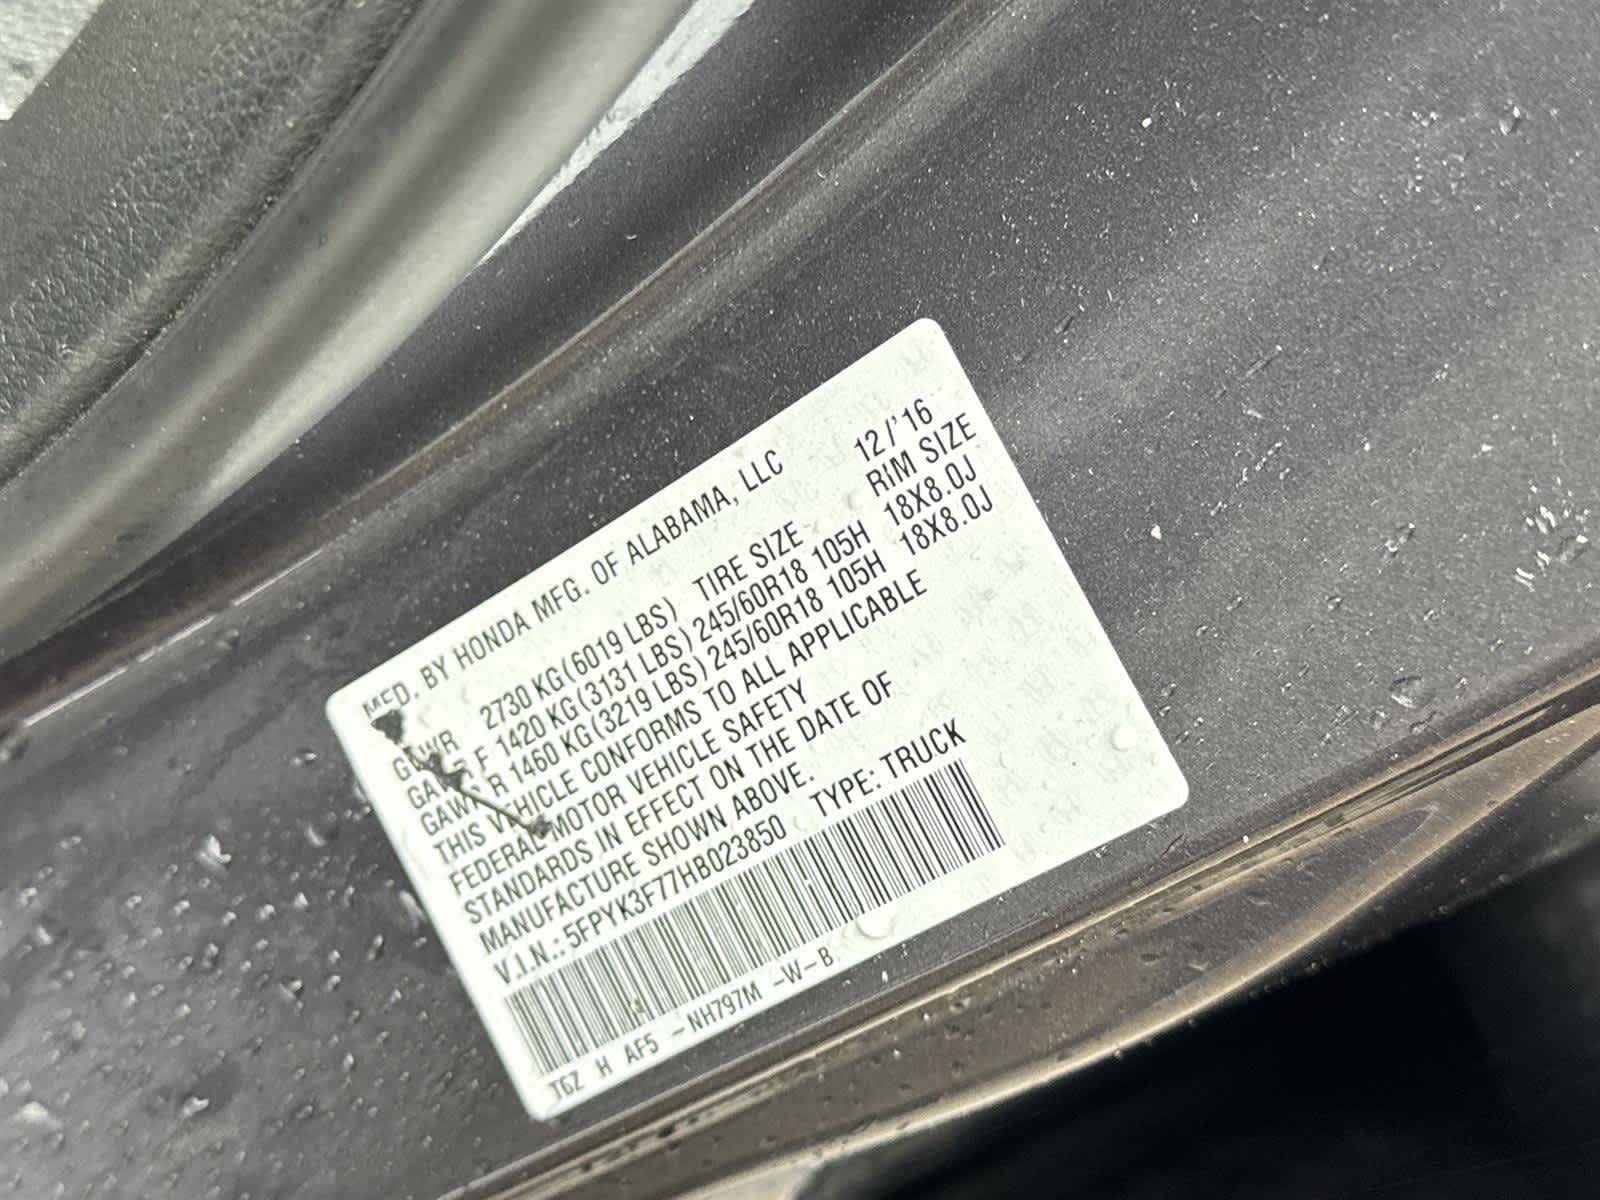 MFD. BY HONDA MFG. OF ALABAMA, LLC 12/'16
GVWR 2730 KG(6019 LBS) TIRE SIZE RIM SIZE
GAWR F 1420 KG(3131 LBS) 245/60R18 105H 18X8.0J
GAWR R 1460 KG(3219 LBS) 245/60R18 105H 18X8.0J
THIS VEHICLE CONFORMS TO ALL APPLICABLE
FEDERAL MOTOR VEHICLE SAFETY
STANDARDS IN EFFECT ON THE DATE OF
MANUFACTURE SHOWN ABOVE.
V.I.N.: 5FPYK3F77HB023850 TYPE: TRUCK
T6Z H AF5 -NH797M -W-B